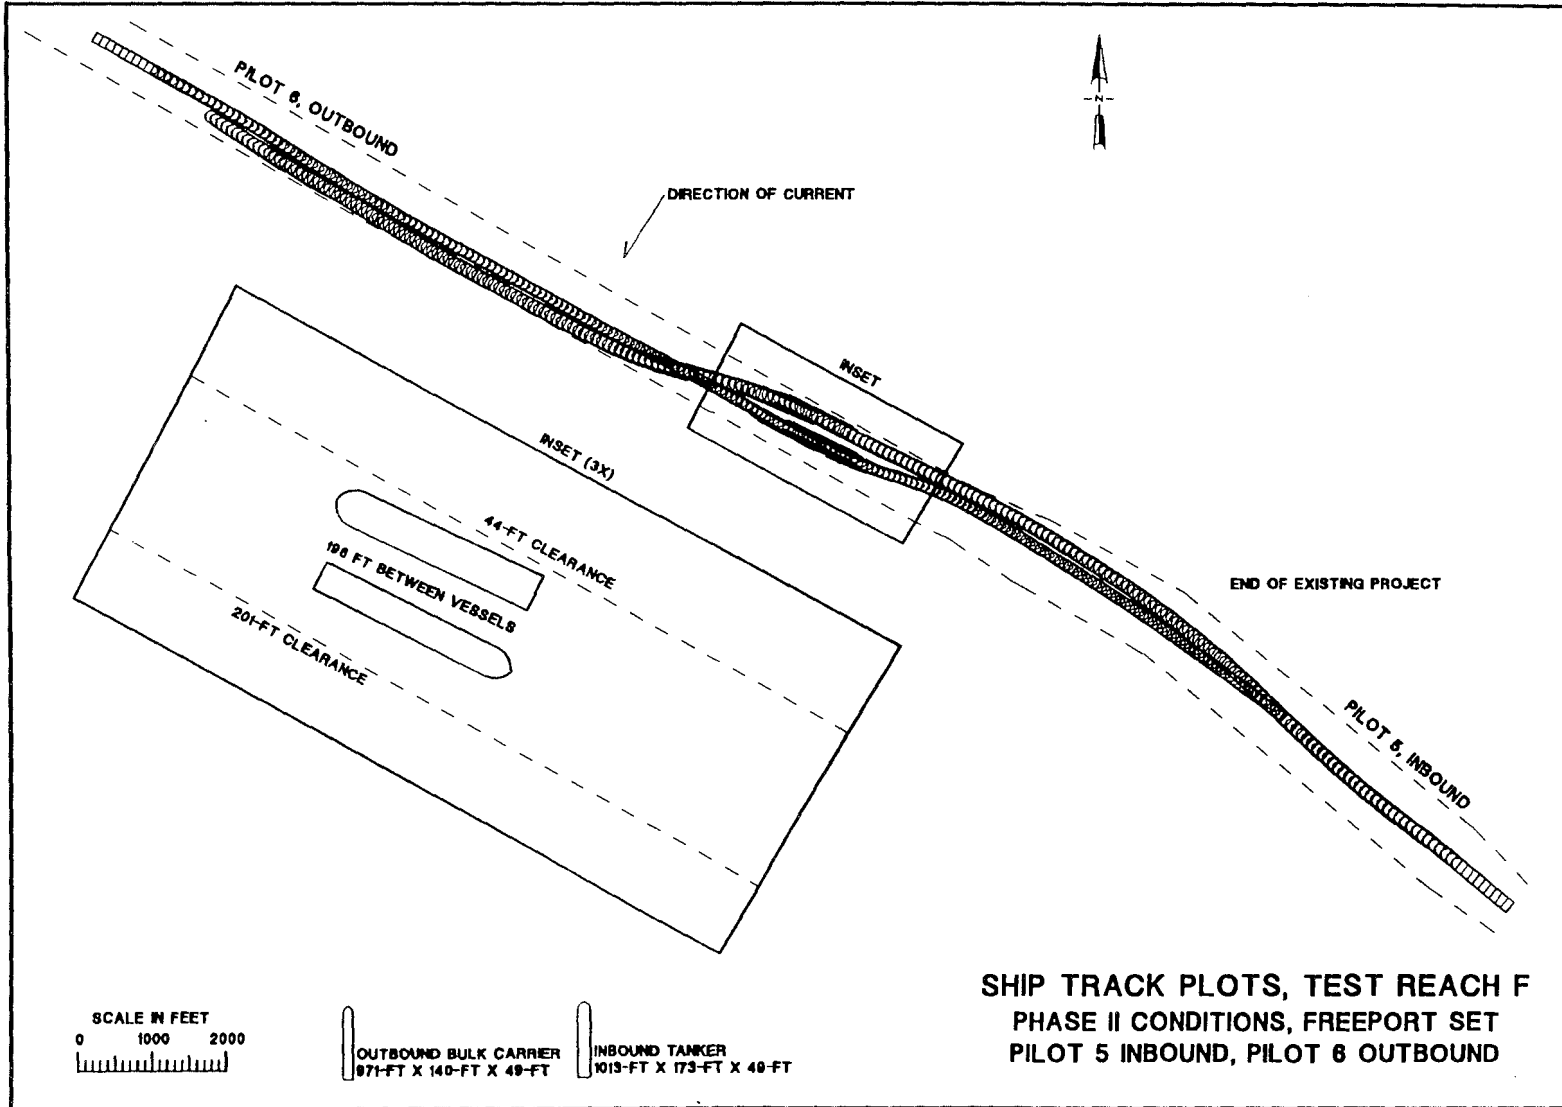 PILOT 6, OUTBOUND
-N-
DIRECTION OF CURRENT
INSET
INSET (3X)
44-FT CLEARANCE
196 FT BETWEEN VESSELS
201-FT CLEARANCE
END OF EXISTING PROJECT
PILOT 5, INBOUND
SCALE IN FEET
0 1000 2000
OUTBOUND BULK CARRIER
971-FT X 140-FT X 49-FT
INBOUND TANKER
1013-FT X 173-FT X 49-FT
SHIP TRACK PLOTS, TEST REACH F
PHASE II CONDITIONS, FREEPORT SET
PILOT 5 INBOUND, PILOT 6 OUTBOUND